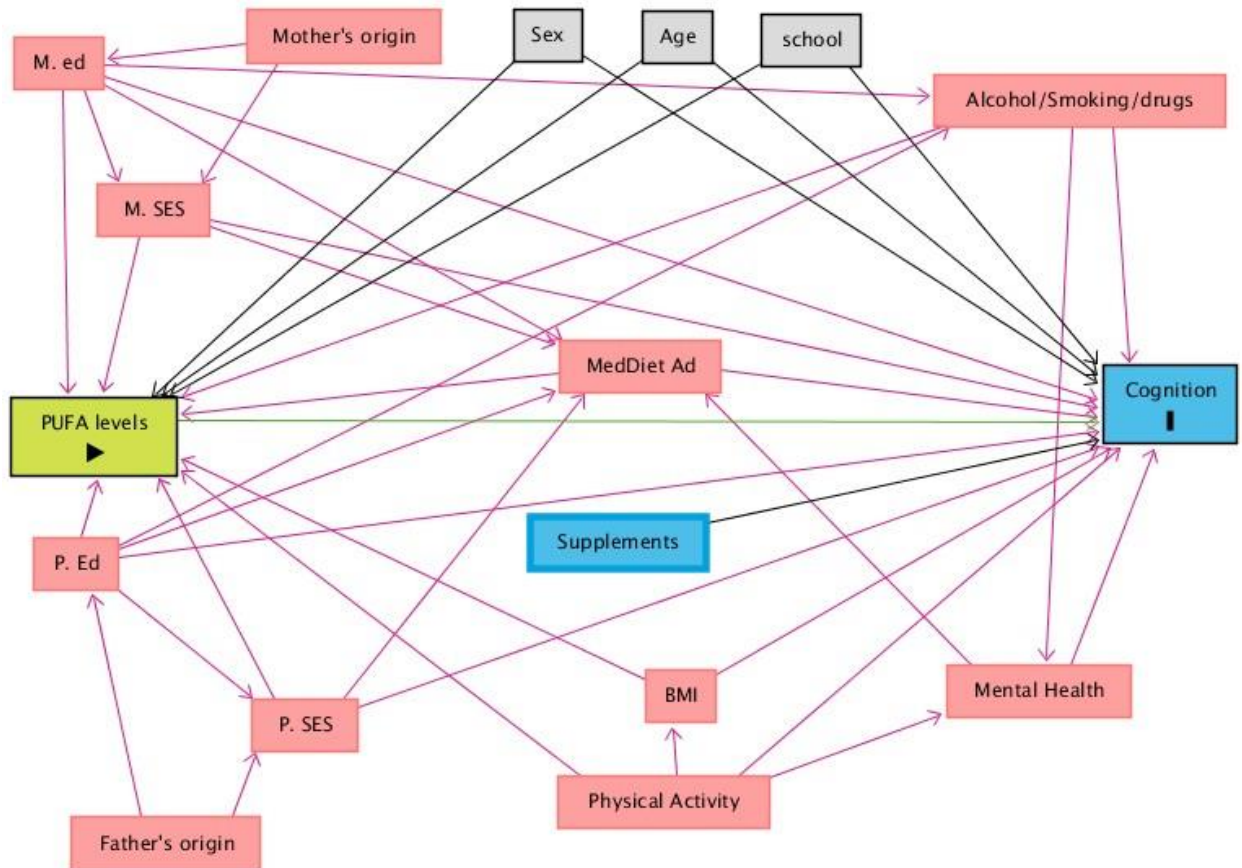 Mother's origin
Sex
Age
school
M. ed
Alcohol/Smoking/drugs
M. SES
MedDiet Ad
Cognition
PUFA levels
Supplements
P. Ed
Mental Health
BMI
P. SES
Physical Activity
Father's origin